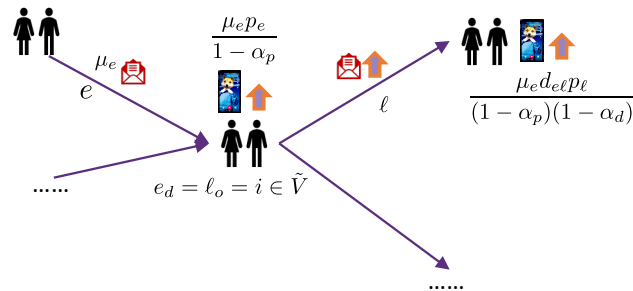 μ_e
e
μ_e p_e / (1 − α_p)
ℓ
μ_e d_{eℓ} p_ℓ / ((1 − α_p)(1 − α_d))
......
e_d = ℓ_o = i ∈ Ṽ
......